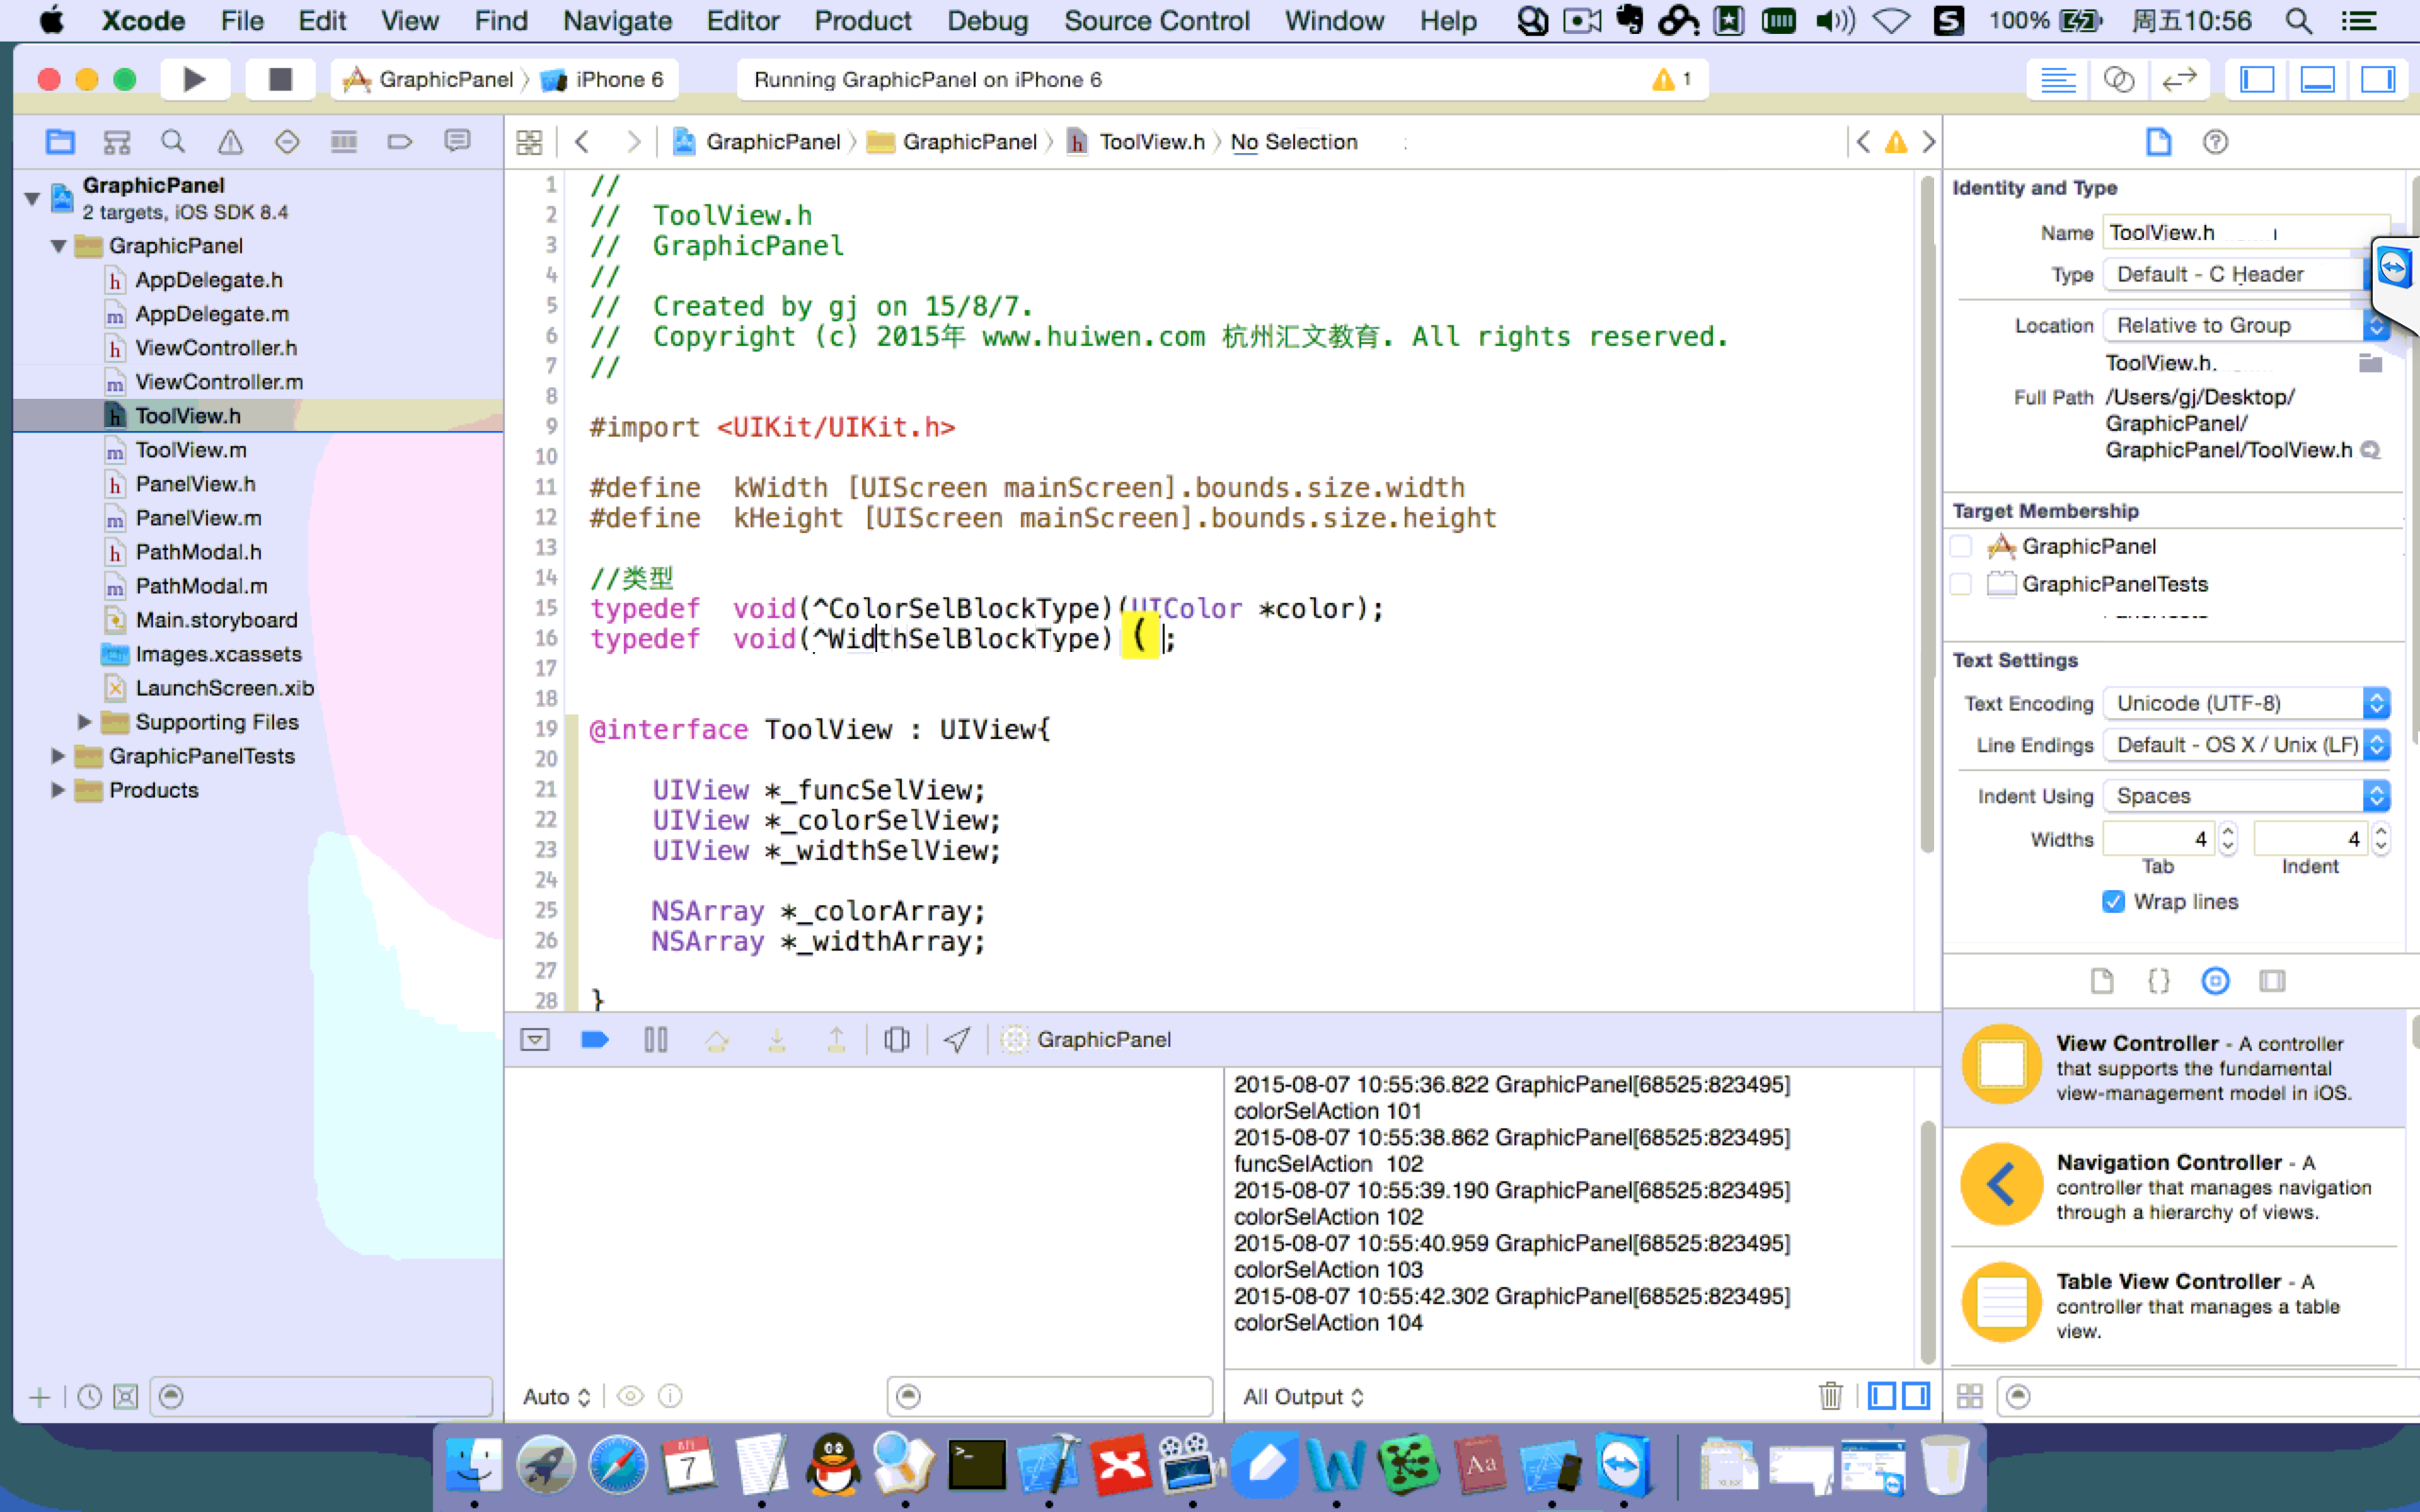 Xcode File Edit View Find Navigate Editor Product Debug Source Control Window Help 100% 周五10:56
GraphicPanel iPhone 6 Running GraphicPanel on iPhone 6 1
GraphicPanel GraphicPanel ToolView.h No Selection
GraphicPanel
2 targets, iOS SDK 8.4
GraphicPanel
AppDelegate.h
AppDelegate.m
ViewController.h
ViewController.m
ToolView.h
ToolView.m
PanelView.h
PanelView.m
PathModal.h
PathModal.m
Main.storyboard
Images.xcassets
LaunchScreen.xib
Supporting Files
GraphicPanelTests
Products
1 //
2 //  ToolView.h
3 //  GraphicPanel
4 //
5 //  Created by gj on 15/8/7.
6 //  Copyright (c) 2015年 www.huiwen.com 杭州汇文教育. All rights reserved.
7 //
8
9 #import <UIKit/UIKit.h>
10
11 #define  kWidth [UIScreen mainScreen].bounds.size.width
12 #define  kHeight [UIScreen mainScreen].bounds.size.height
13
14 //类型
15 typedef  void(^ColorSelBlockType)(UIColor *color);
16 typedef  void(^WidthSelBlockType) ( ;
17
18
19 @interface ToolView : UIView{
20
21     UIView *_funcSelView;
22     UIView *_colorSelView;
23     UIView *_widthSelView;
24
25     NSArray *_colorArray;
26     NSArray *_widthArray;
27
28 }
GraphicPanel
2015-08-07 10:55:36.822 GraphicPanel[68525:823495]
colorSelAction 101
2015-08-07 10:55:38.862 GraphicPanel[68525:823495]
funcSelAction  102
2015-08-07 10:55:39.190 GraphicPanel[68525:823495]
colorSelAction 102
2015-08-07 10:55:40.959 GraphicPanel[68525:823495]
colorSelAction 103
2015-08-07 10:55:42.302 GraphicPanel[68525:823495]
colorSelAction 104
Auto
All Output
Identity and Type
Name ToolView.h
Type Default - C Header
Location Relative to Group
ToolView.h
Full Path /Users/gj/Desktop/
GraphicPanel/
GraphicPanel/ToolView.h
Target Membership
GraphicPanel
GraphicPanelTests
Text Settings
Text Encoding Unicode (UTF-8)
Line Endings Default - OS X / Unix (LF)
Indent Using Spaces
Widths 4 4
Tab Indent
Wrap lines
View Controller - A controller
that supports the fundamental
view-management model in iOS.
Navigation Controller - A
controller that manages navigation
through a hierarchy of views.
Table View Controller - A
controller that manages a table
view.
7
Aa